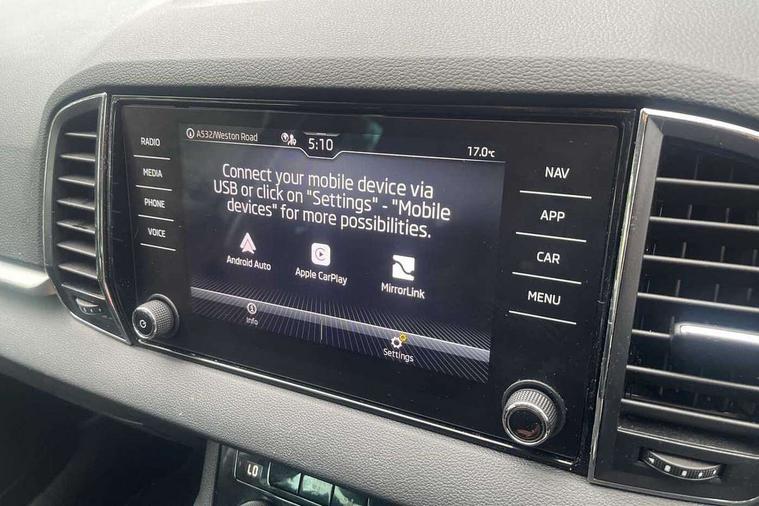 A532/Weston Road
5:10
17.0°C
RADIO
MEDIA
PHONE
VOICE
Connect your mobile device via
USB or click on "Settings" - "Mobile
devices" for more possibilities.
Android Auto
Apple CarPlay
MirrorLink
Info
Settings
NAV
APP
CAR
MENU
LO